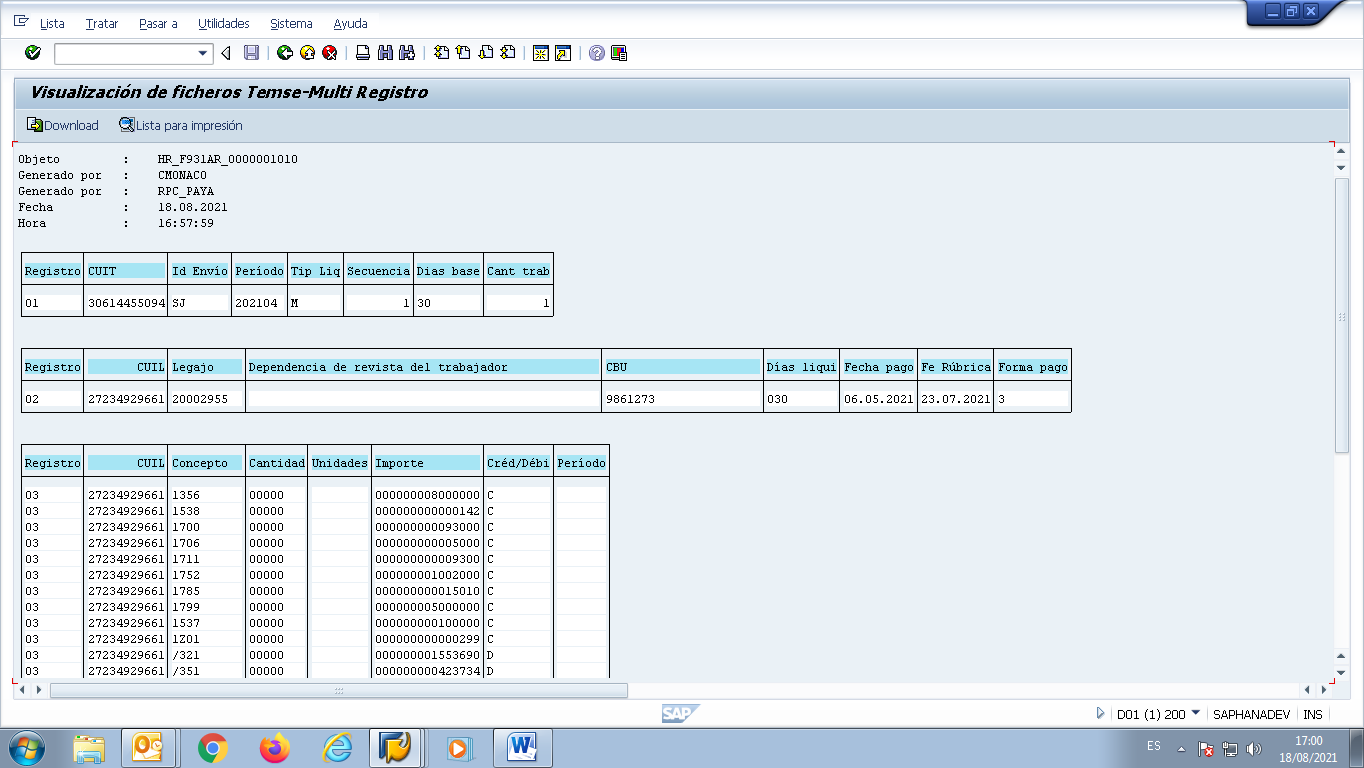 Lista Tratar Pasar a Utilidades Sistema Ayuda
Visualización de ficheros Temse-Multi Registro
Download Lista para impresión
Objeto : HR_F931AR_0000001010
Generado por : CMONACO
Generado por : RPC_PAYA
Fecha : 18.08.2021
Hora : 16:57:59
Registro CUIT Id Envío Período Tip Liq Secuencia Dias base Cant trab
01 30614455094 SJ 202104 M 1 30 1
Registro CUIL Legajo Dependencia de revista del trabajador CBU Días liqui Fecha pago Fe Rúbrica Forma pago
02 27234929661 20002955 9861273 030 06.05.2021 23.07.2021 3
Registro CUIL Concepto Cantidad Unidades Importe Créd/Débi Período
03 27234929661 1356 00000 000000008000000 C
03 27234929661 1538 00000 000000000000142 C
03 27234929661 1700 00000 000000000093000 C
03 27234929661 1706 00000 000000000005000 C
03 27234929661 1711 00000 000000000009300 C
03 27234929661 1752 00000 000000001002000 C
03 27234929661 1785 00000 000000000015010 C
03 27234929661 1799 00000 000000005000000 C
03 27234929661 1537 00000 000000000100000 C
03 27234929661 1Z01 00000 000000000000299 C
03 27234929661 /321 00000 000000001553690 D
03 27234929661 /351 00000 000000000423734 D
SAP D01 (1) 200 SAPHANADEV INS
ES 17:00
18/08/2021